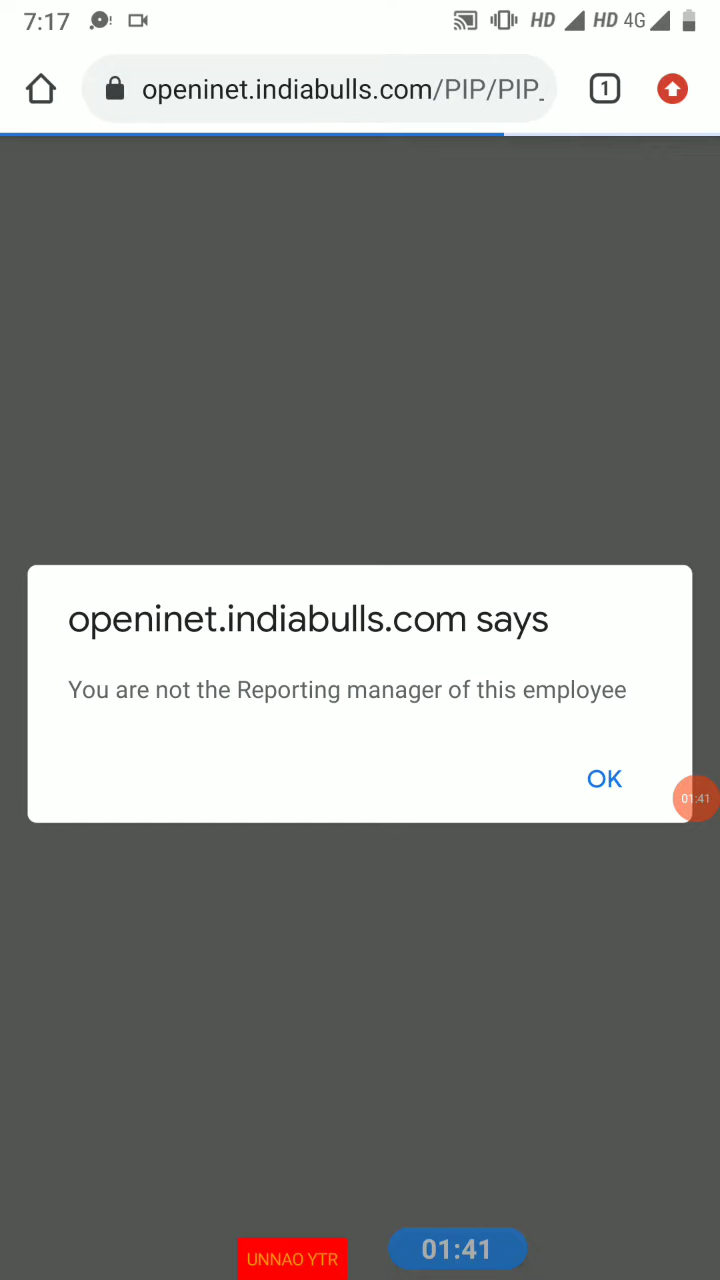 7:17
HD HD 4G
openinet.indiabulls.com/PIP/PIP_
1
openinet.indiabulls.com says
You are not the Reporting manager of this employee
OK
01:41
01:41
UNNAO YTR